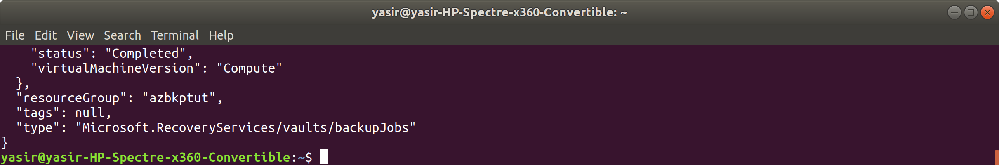 yasir@yasir-HP-Spectre-x360-Convertible: ~
File Edit View Search Terminal Help
    "status": "Completed",
    "virtualMachineVersion": "Compute"
  },
  "resourceGroup": "azbkptut",
  "tags": null,
  "type": "Microsoft.RecoveryServices/vaults/backupJobs"
}
yasir@yasir-HP-Spectre-x360-Convertible:~$